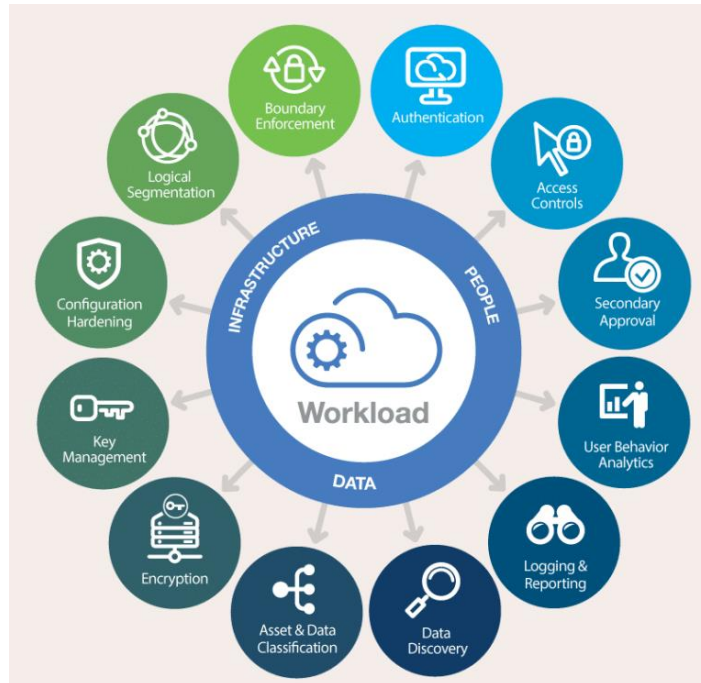 Boundary
Enforcement
Authentication
Access
Controls
Secondary
Approval
User Behavior
Analytics
Logging &
Reporting
Data
Discovery
Asset & Data
Classification
Encryption
Key
Management
Configuration
Hardening
Logical
Segmentation
INFRASTRUCTURE
PEOPLE
DATA
Workload